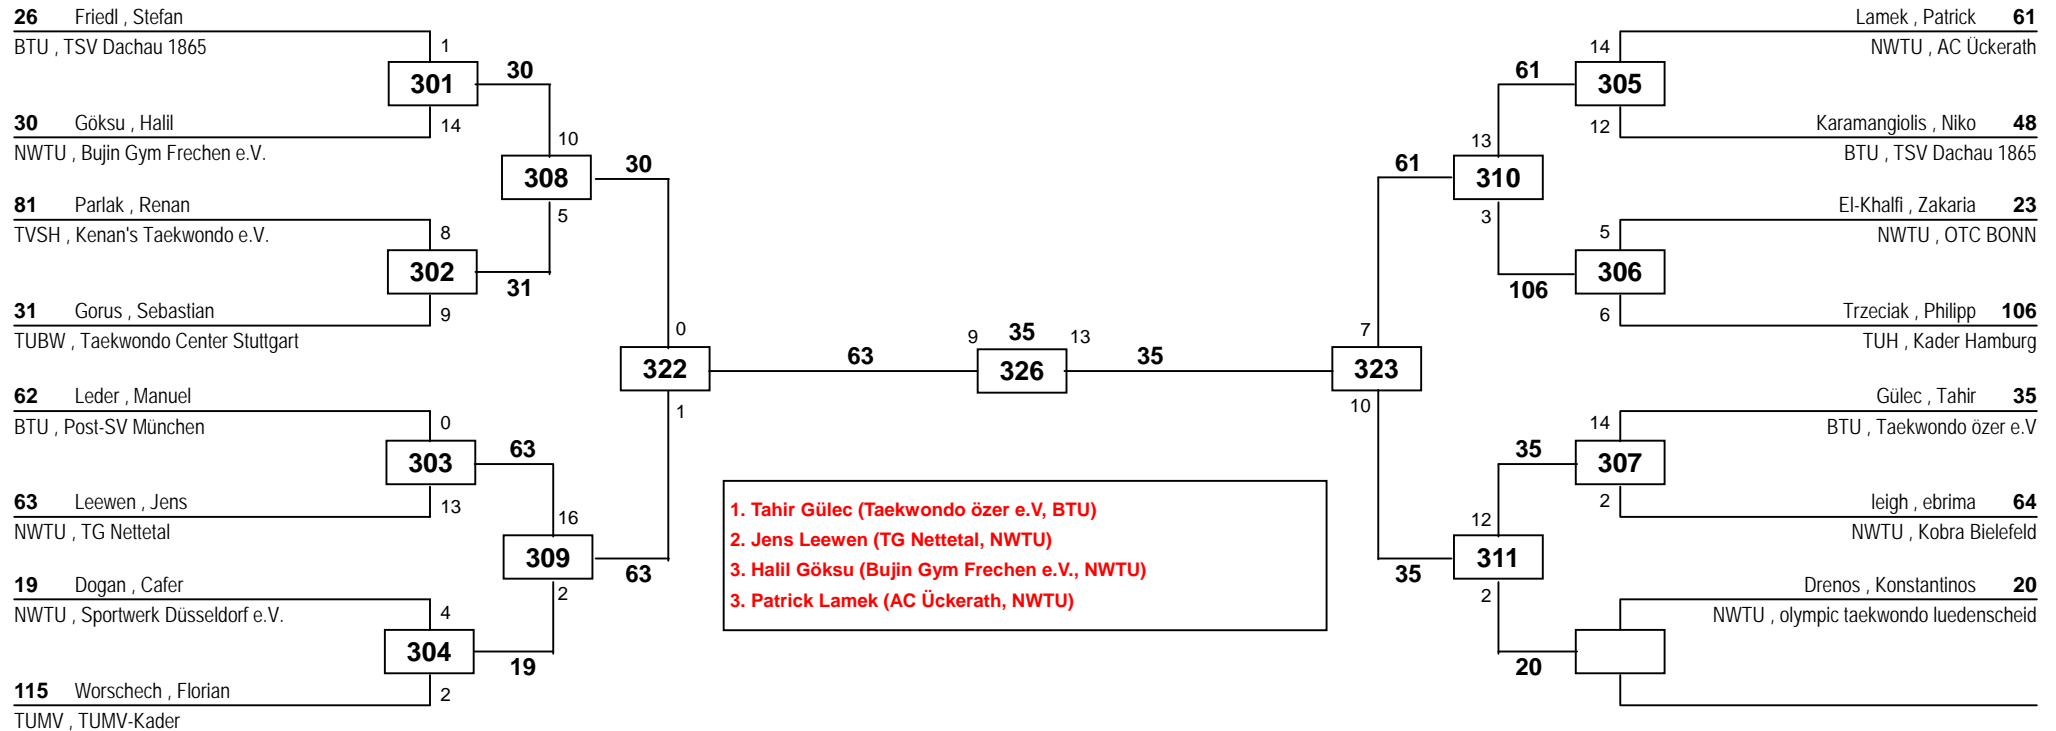 26 Friedl , Stefan
BTU , TSV Dachau 1865
1
301
30
30 Göksu , Halil
14
NWTU , Bujin Gym Frechen e.V.
10
308
30
81 Parlak , Renan
5
TVSH , Kenan's Taekwondo e.V.
8
302
31
31 Gorus , Sebastian
9
TUBW , Taekwondo Center Stuttgart
0
322
63
1
62 Leder , Manuel
BTU , Post-SV München
0
303
63
63 Leewen , Jens
13
NWTU , TG Nettetal
16
309
63
2
19 Dogan , Cafer
NWTU , Sportwerk Düsseldorf e.V.
4
304
19
115 Worschech , Florian
2
TUMV , TUMV-Kader
9 35 13
326
35
1. Tahir Gülec (Taekwondo özer e.V, BTU)
2. Jens Leewen (TG Nettetal, NWTU)
3. Halil Göksu (Bujin Gym Frechen e.V., NWTU)
3. Patrick Lamek (AC Ückerath, NWTU)
Lamek , Patrick 61
14
NWTU , AC Ückerath
61
305
12
Karamangiolis , Niko 48
BTU , TSV Dachau 1865
13
61
310
3
El-Khalfi , Zakaria 23
5
NWTU , OTC BONN
306
106
6
Trzeciak , Philipp 106
TUH , Kader Hamburg
7
323
10
Gülec , Tahir 35
14
BTU , Taekwondo özer e.V
35
307
2
leigh , ebrima 64
NWTU , Kobra Bielefeld
12
311
35
2
Drenos , Konstantinos 20
NWTU , olympic taekwondo luedenscheid
20